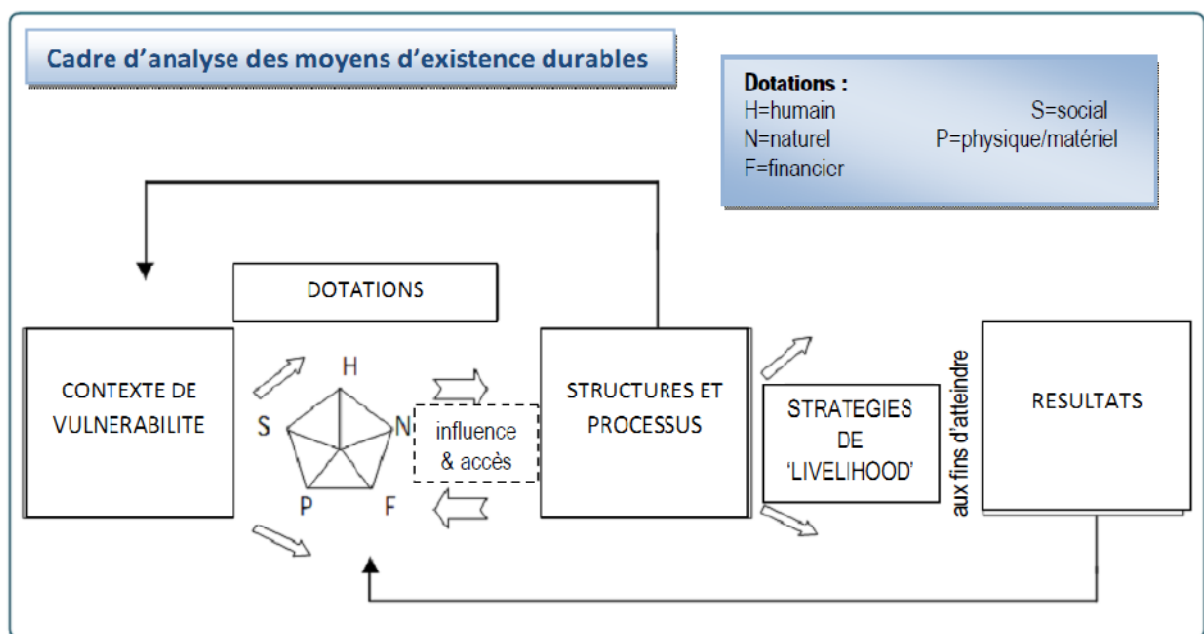 Cadre d'analyse des moyens d'existence durables
Dotations :
H=humain S=social
N=naturel P=physique/matériel
F=financier
DOTATIONS
CONTEXTE DE
VULNERABILITE
H
S
N
P
F
influence
& accès
STRUCTURES ET
PROCESSUS
STRATEGIES
DE
'LIVELIHOOD'
aux fins d'atteindre
RESULTATS